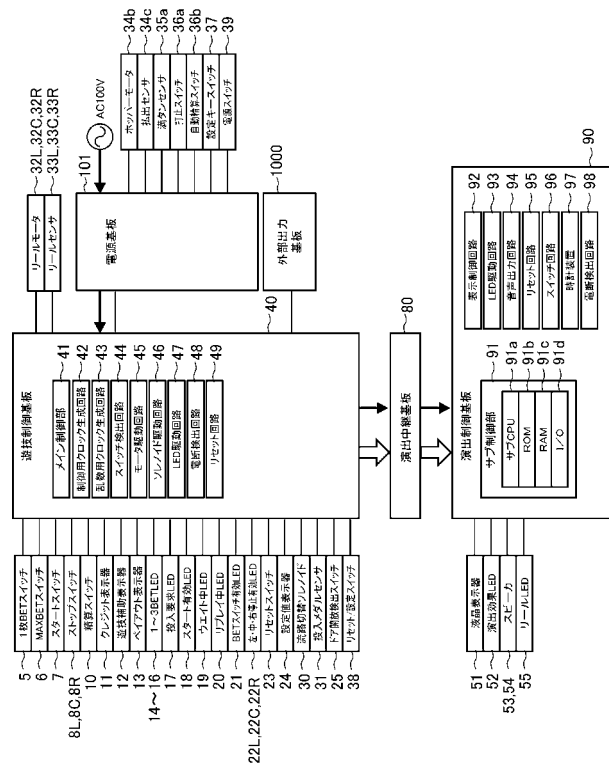 32L,32C,32R
リールモータ
33L,33C,33R
リールセンサ
AC100V
101
電源基板
1000
外部出力
基板
34b
ホッパーモータ
34c
払出センサ
35a
満タンセンサ
36a
打止スイッチ
36b
自動精算スイッチ
37
設定キースイッチ
39
電源スイッチ
40
遊技制御基板
メイン制御部
41
制御用クロック生成回路
42
乱数用クロック生成回路
43
スイッチ検出回路
44
モータ駆動回路
45
ソレノイド駆動回路
46
LED駆動回路
47
電断検出回路
48
リセット回路
49
5
1枚BETスイッチ
6
MAXBETスイッチ
7
スタートスイッチ
8L,8C,8R
ストップスイッチ
10
精算スイッチ
11
クレジット表示器
12
遊技補助表示器
13
ペイアウト表示器
14～16
1～3BETLED
17
投入要求LED
18
スタート有効LED
19
ウエイト中LED
20
リプレイ中LED
21
BETスイッチ有効LED
22L,22C,22R
左・中・右停止有効LED
23
リセットスイッチ
24
設定値表示器
30
流路切替ソレノイド
31
投入メダルセンサ
25
ドア開放検出スイッチ
38
リセット/設定スイッチ
80
演出中継基板
90
演出制御基板
91
サブ制御部
サブCPU
91a
ROM
91b
RAM
91c
I/O
91d
表示制御回路
92
LED駆動回路
93
音声出力回路
94
リセット回路
95
スイッチ回路
96
時計装置
97
電断検出回路
98
51
液晶表示器
52
演出効果LED
53,54
スピーカ
55
リールLED